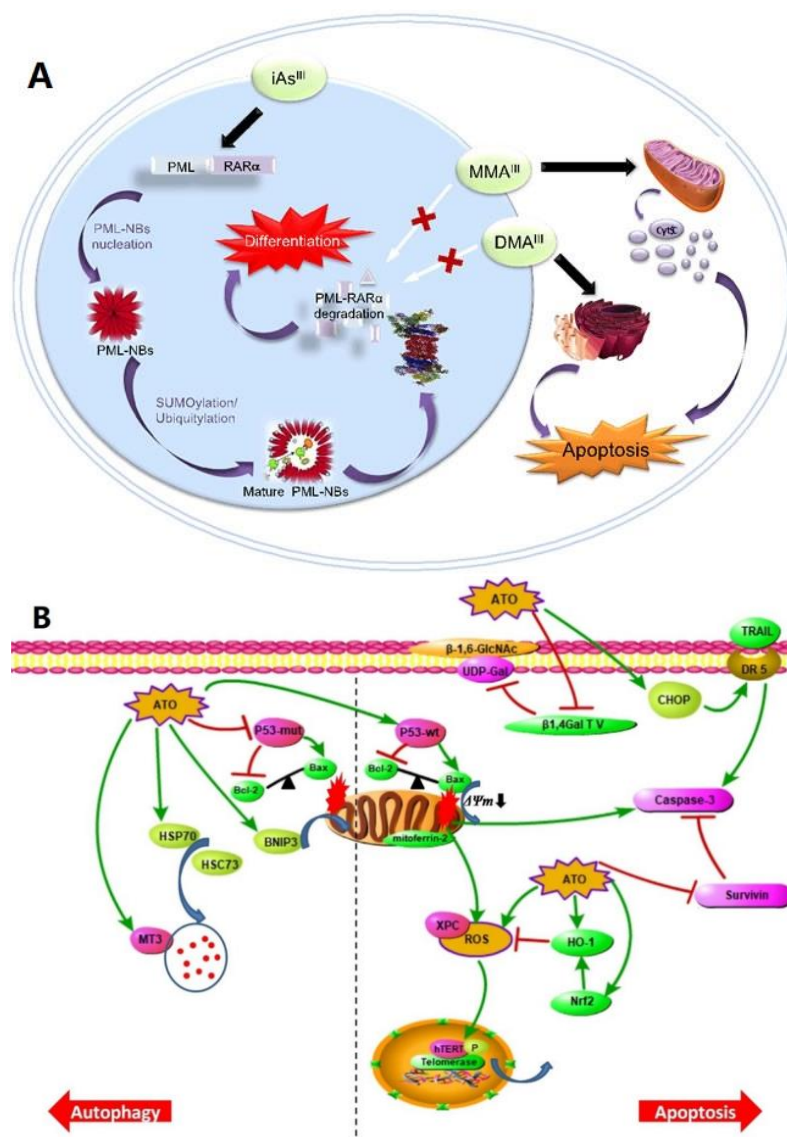 A
iAsIII
PML RARα
MMAIII
PML-NBs
nucleation
CytC
Differentiation
DMAIII
PML-RARα
degradation
PML-NBs
SUMOylation/
Ubiquitylation
Apoptosis
Mature PML-NBs
B
ATO
TRAIL
β-1,6-GlcNAc
UDP-Gal
DR 5
CHOP
ATO
β1,4Gal T V
P53-mut
P53-wt
Bax
Bcl-2
Bcl-2
Bax
ΔΨm
Caspase-3
HSP70
HSC73
BNIP3
mitoferrin-2
ATO
Survivin
XPC
ROS
HO-1
MT3
Nrf2
hTERT P
Telomerase
Autophagy
Apoptosis